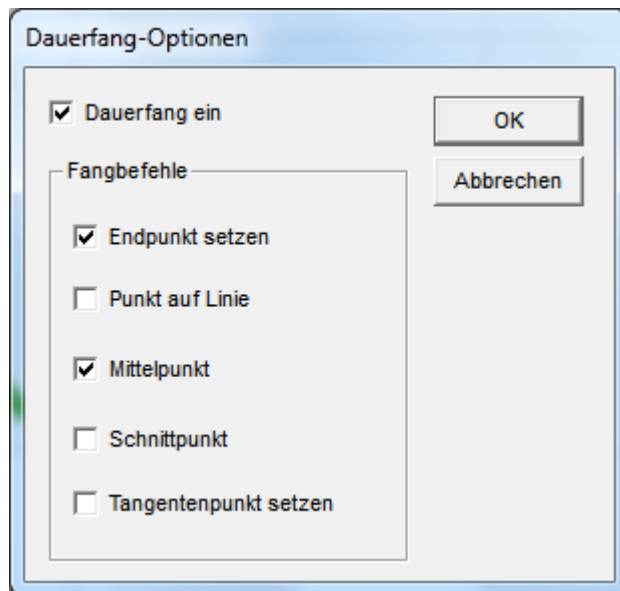 Dauerfang-Optionen
Dauerfang ein
OK
Fangbefehle
Abbrechen
Endpunkt setzen
Punkt auf Linie
Mittelpunkt
Schnittpunkt
Tangentenpunkt setzen